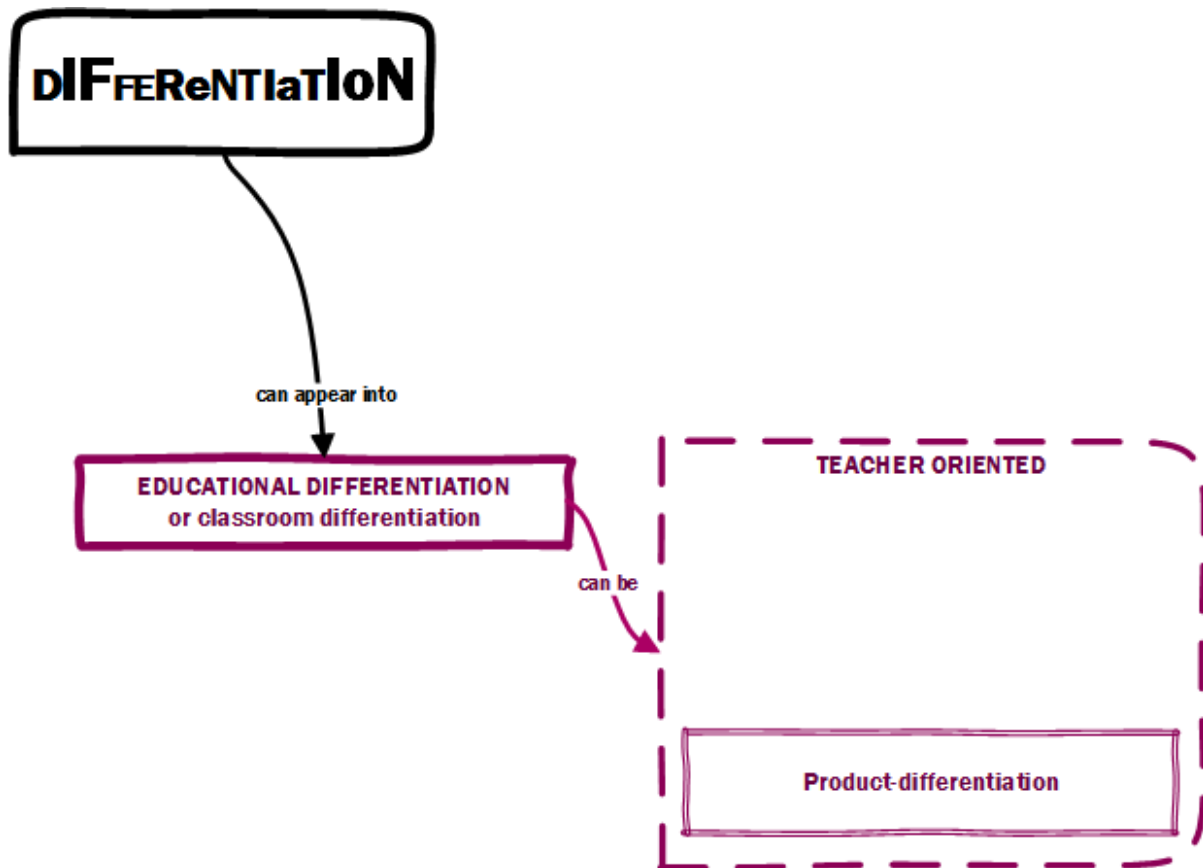 DIFFEReNTIaTIoN
can appear into
EDUCATIONAL DIFFERENTIATION
or classroom differentiation
can be
TEACHER ORIENTED
Product-differentiation